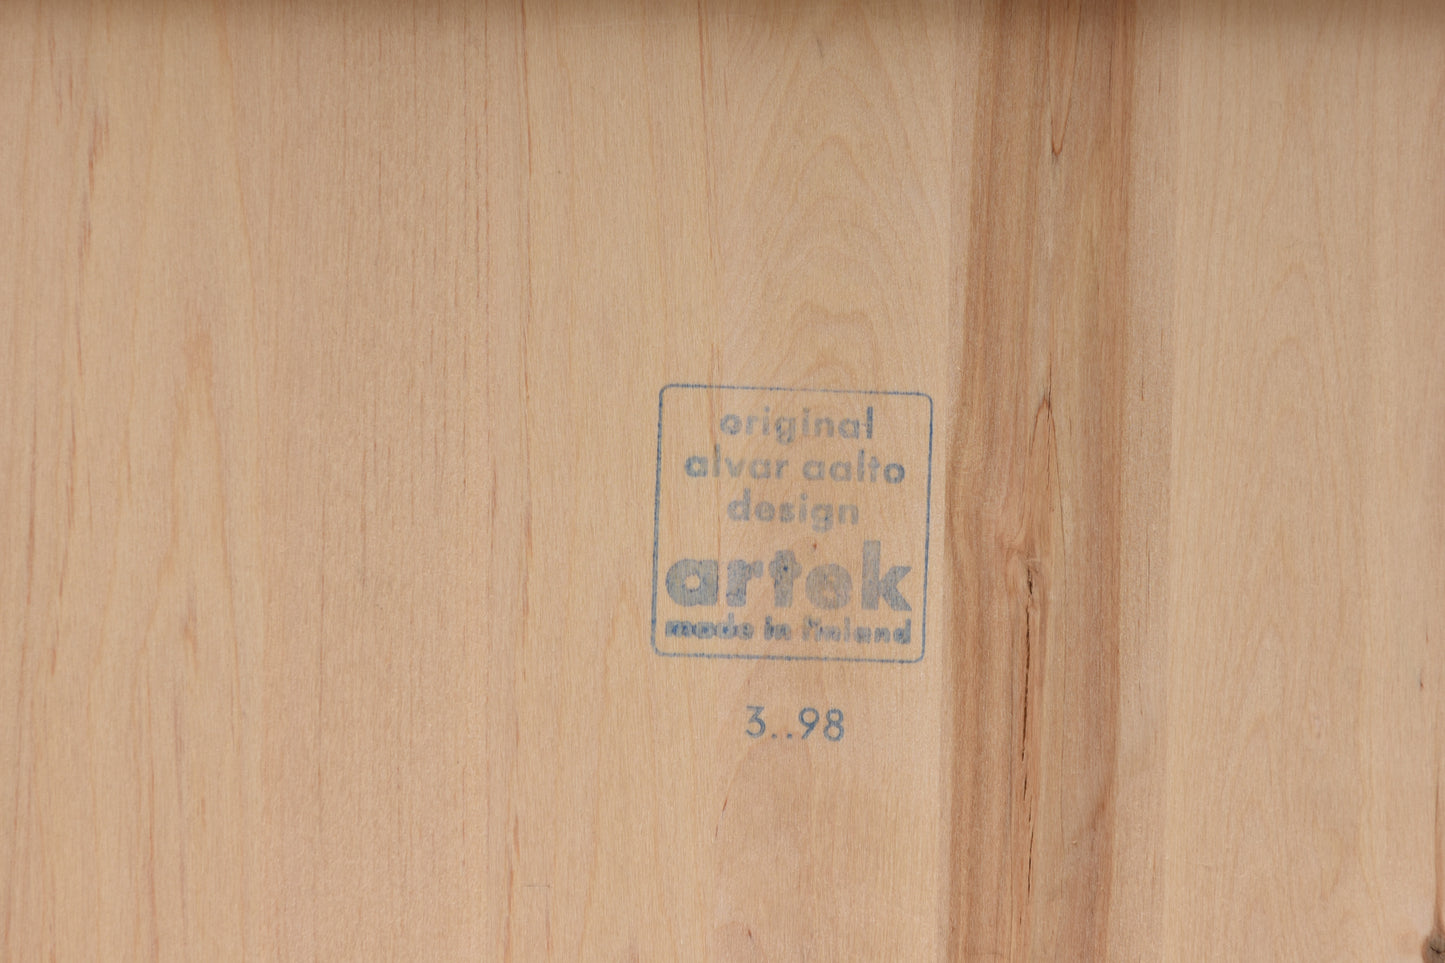 original
alvar aalto
design
artek
made in finland
3..98